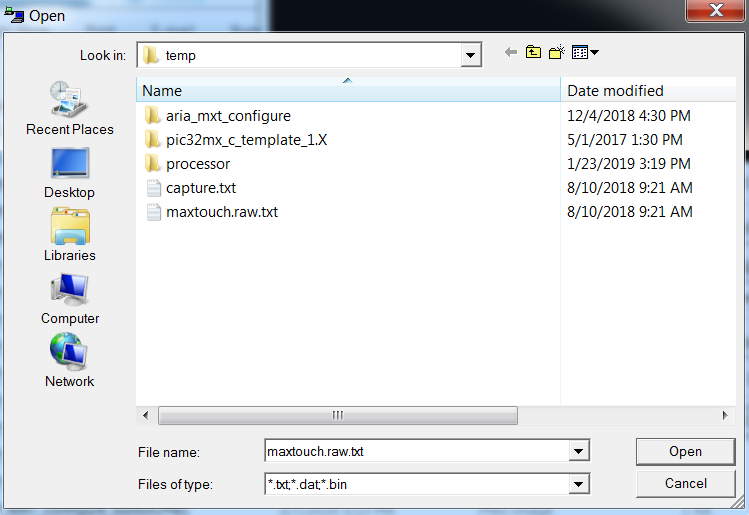 Open
Look in: temp
Name Date modified
aria_mxt_configure 12/4/2018 4:30 PM
pic32mx_c_template_1.X 5/1/2017 1:30 PM
processor 1/23/2019 3:19 PM
capture.txt 8/10/2018 9:21 AM
maxtouch.raw.txt 8/10/2018 9:21 AM
Recent Places
Desktop
Libraries
Computer
Network
File name: maxtouch.raw.txt Open
Files of type: *.txt;*.dat;*.bin Cancel